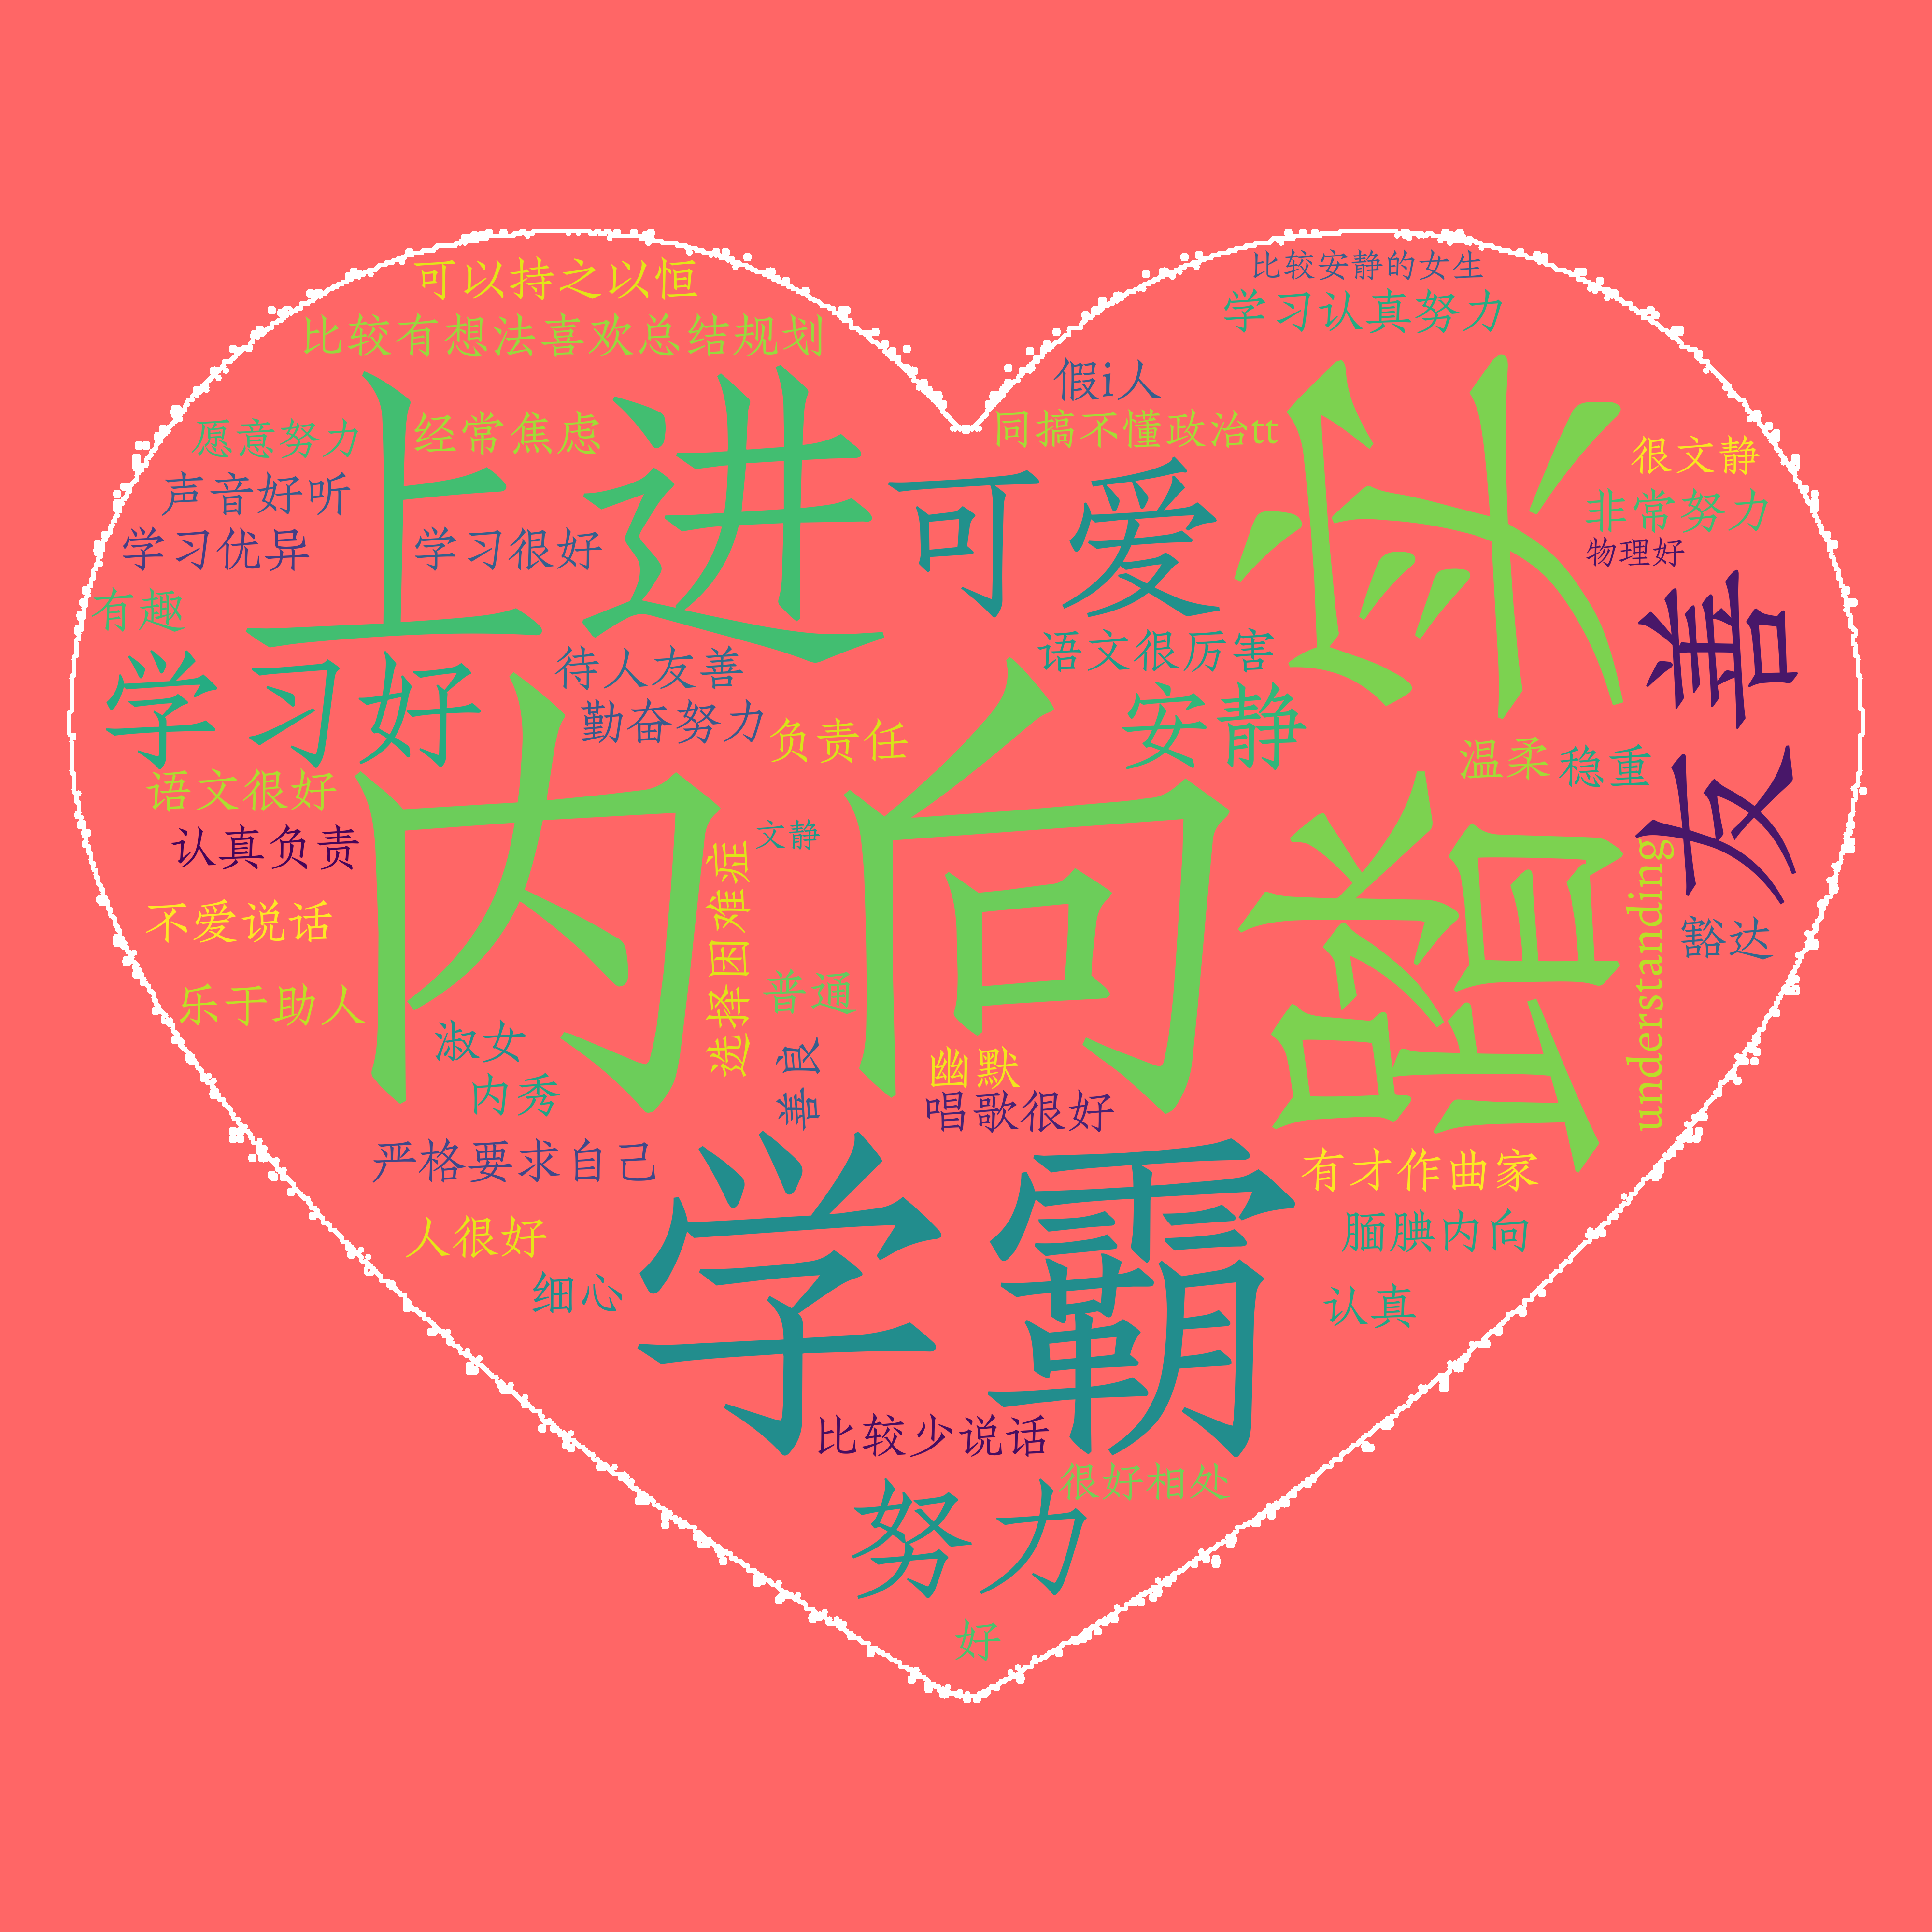 可以持之以恒
比较有想法喜欢总结规划
比较安静的女生
学习认真努力
假i人
同搞不懂政治tt
愿意努力
经常焦虑
上进
可爱
很文静
声音好听
非常努力
学习优异
学习很好
物理好
有趣
语文很厉害
学习好
待人友善
勤奋努力
负责任
安静
友善
内向
唱歌
温柔
稳重
语文很好
认真负责
文静
选择困难症
understanding
不爱说话
豁达
乐于助人
普通
淑女
内秀
善良
幽默
唱歌很好
严格要求自己
学霸
有才作曲家
人很好
腼腆内向
细心
认真
比较少说话
很好相处
努力
好